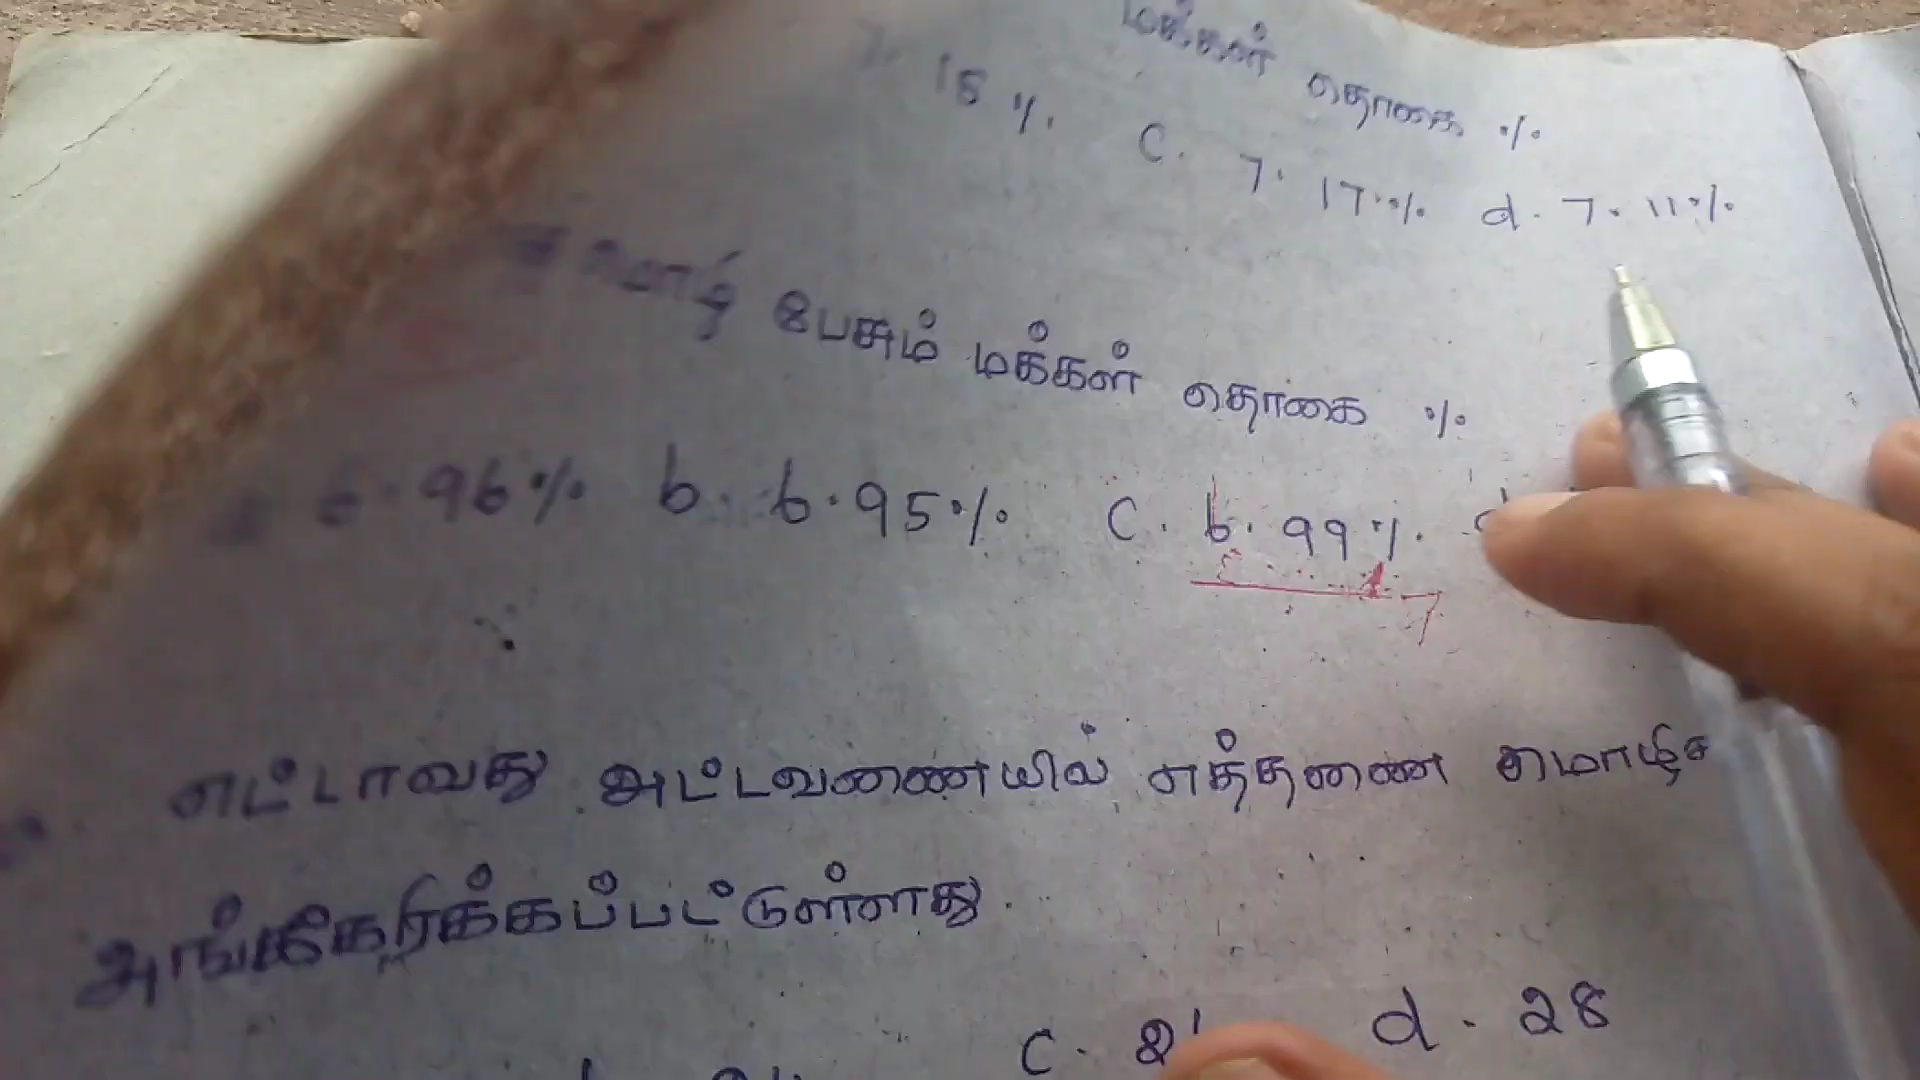 மக்கள் தொகை %
15 % C. 7. 17.% d. 7. 11%
மொழி பேசும் மக்கள் தொகை %
6. 96% b. 6.95% C. 6. 99%
எட்டாவது அட்டவணையில் எத்தனை மொழிக
அங்கீகரிக்கப்பட்டுள்ளது.
C. 2 d. 28